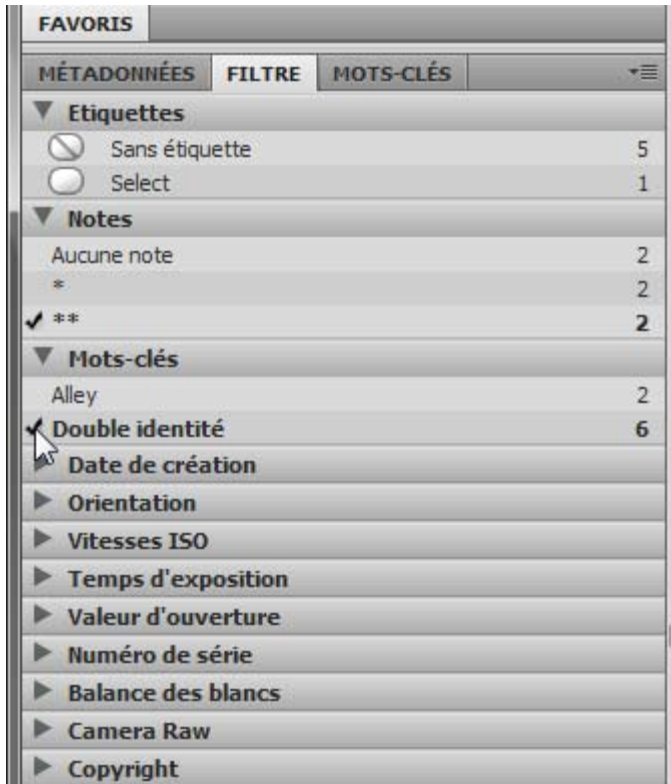 FAVORIS
MÉTADONNÉES FILTRE MOTS-CLÉS
Etiquettes
Sans étiquette 5
Select 1
Notes
Aucune note 2
* 2
** 2
Mots-clés
Alley 2
Double identité 6
Date de création
Orientation
Vitesses ISO
Temps d'exposition
Valeur d'ouverture
Numéro de série
Balance des blancs
Camera Raw
Copyright